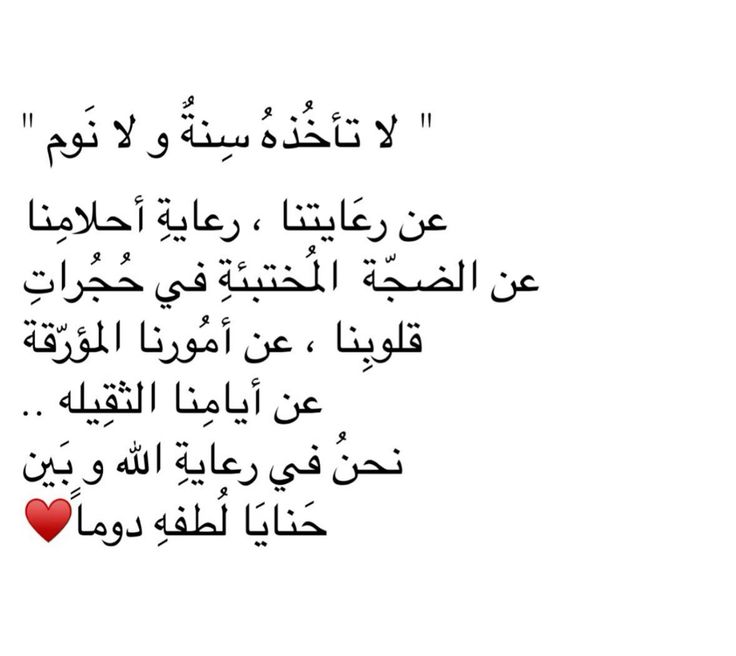 " لا تأخُذهُ سِنةٌ و لا نَوم "
عن رعَايتنا ، رعايةِ أحلامِنا
عن الضجّة المُختبئةِ في حُجُراتِ
قلوبِنا ، عن أمُورنا المؤرّقة
عن أيامِنا الثقِيله ..
نحنُ في رعايةِ الله و بَين
حَنايَا لُطفهِ دوماً❤️